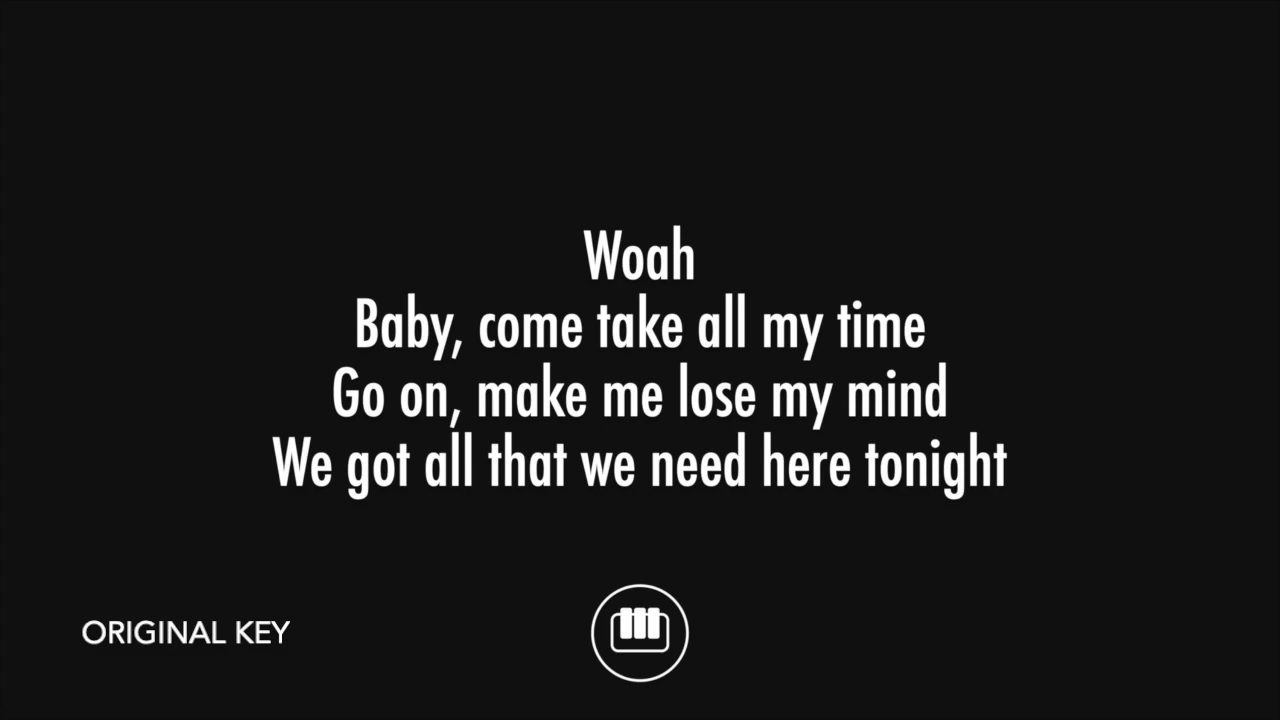 Woah
Baby, come take all my time
Go on, make me lose my mind
We got all that we need here tonight
ORIGINAL KEY